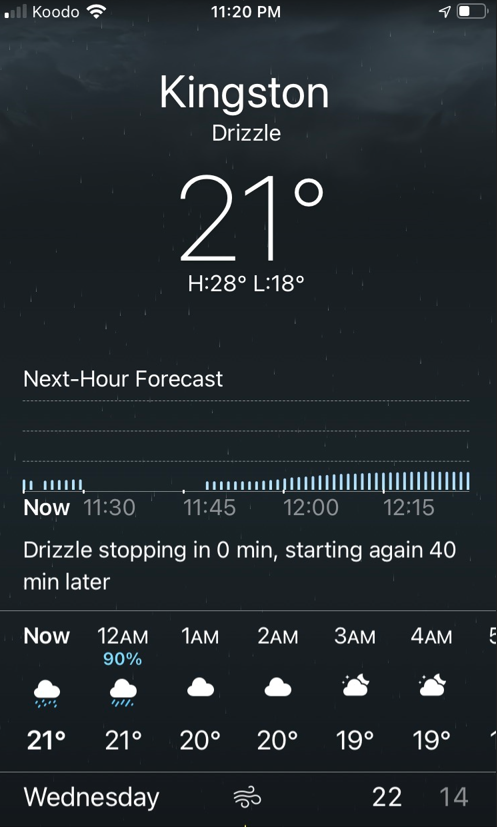 Koodo 11:20 PM
Kingston
Drizzle
21°
H:28° L:18°
Next-Hour Forecast
Now 11:30 11:45 12:00 12:15
Drizzle stopping in 0 min, starting again 40
min later
Now 12AM 1AM 2AM 3AM 4AM 5
90%
21° 21° 20° 20° 19° 19° 1
Wednesday 22 14